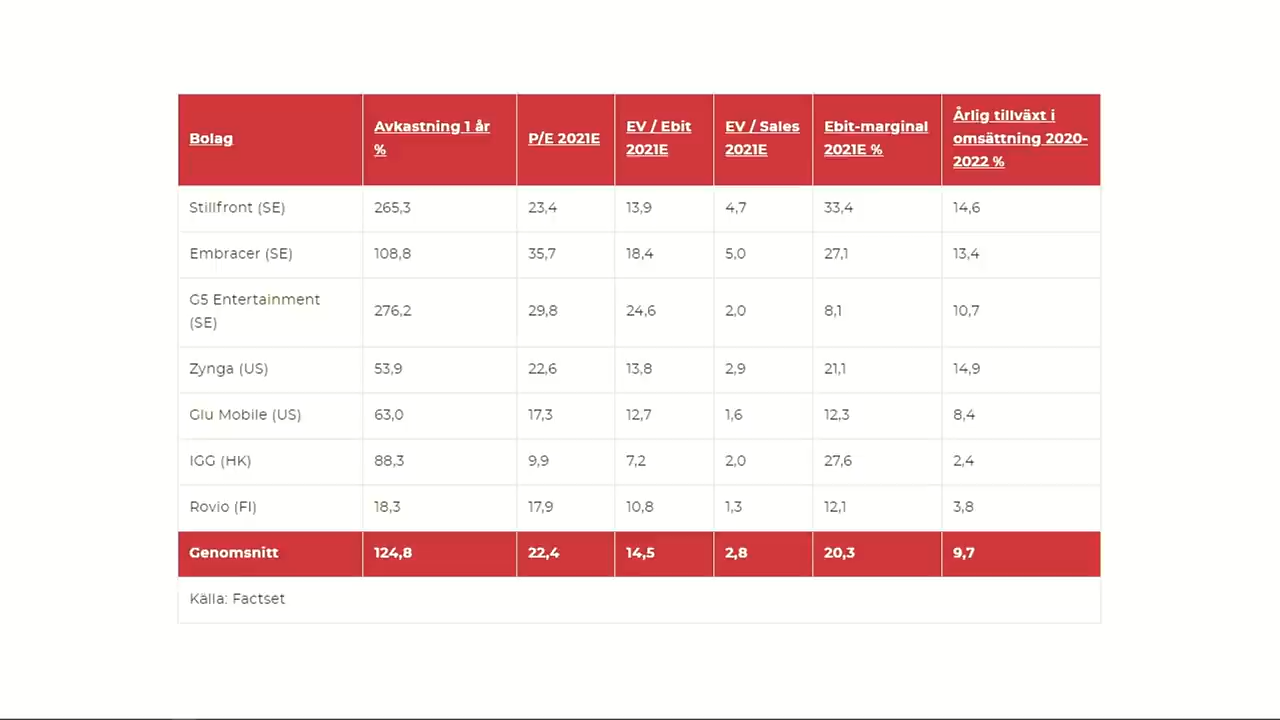 Bolag Avkastning 1 år % P/E 2021E EV / Ebit 2021E EV / Sales 2021E Ebit-marginal 2021E % Årlig tillväxt i omsättning 2020-2022 %
Stillfront (SE) 265,3 23,4 13,9 4,7 33,4 14,6
Embracer (SE) 108,8 35,7 18,4 5,0 27,1 13,4
G5 Entertainment (SE) 276,2 29,8 24,6 2,0 8,1 10,7
Zynga (US) 53,9 22,6 13,8 2,9 21,1 14,9
Glu Mobile (US) 63,0 17,3 12,7 1,6 12,3 8,4
IGG (HK) 88,3 9,9 7,2 2,0 27,6 2,4
Rovio (FI) 18,3 17,9 10,8 1,3 12,1 3,8
Genomsnitt 124,8 22,4 14,5 2,8 20,3 9,7
Källa: Factset